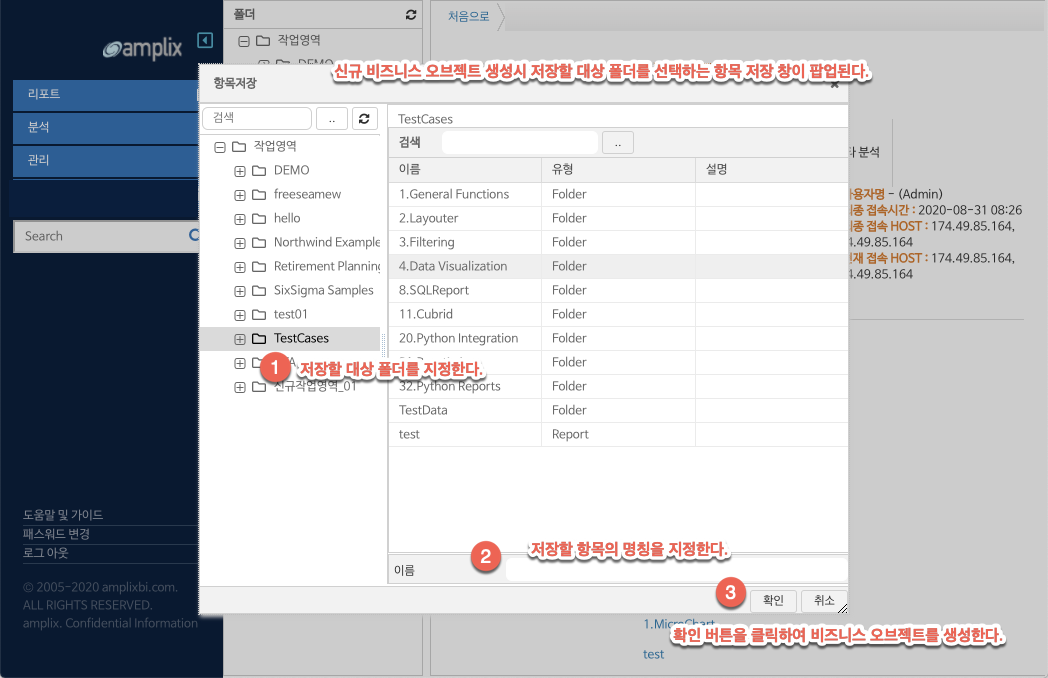 폴더
처음으로
amplix
작업영역
DEMO
신규 비즈니스 오브젝트 생성시 저장할 대상 폴더를 선택하는 항목 저장 창이 팝업된다.
항목저장
리포트
분석
관리
Search
검색
..
작업영역
DEMO
freeseamew
hello
Northwind Example
Retirement Planning
SixSigma Samples
test01
TestCases
1 저장할 대상 폴더를 지정한다.
신규작업영역_01
TestCases
검색
..
이름 유형 설명
1.General Functions Folder
2.Layouter Folder
3.Filtering Folder
4.Data Visualization Folder
8.SQLReport Folder
11.Cubrid Folder
20.Python Integration Folder
Folder
32.Python Reports Folder
TestData Folder
test Report
분석
용자명 - (Admin)
종 접속시간 : 2020-08-31 08:26
종 접속 HOST : 174.49.85.164,
4.49.85.164
재 접속 HOST : 174.49.85.164,
4.49.85.164
2 저장할 항목의 명칭을 지정한다.
이름
3 확인 취소
1.MicroChart
확인 버튼을 클릭하여 비즈니스 오브젝트를 생성한다.
test
도움말 및 가이드
패스워드 변경
로그 아웃
© 2005-2020 amplixbi.com.
ALL RIGHTS RESERVED.
amplix. Confidential Information